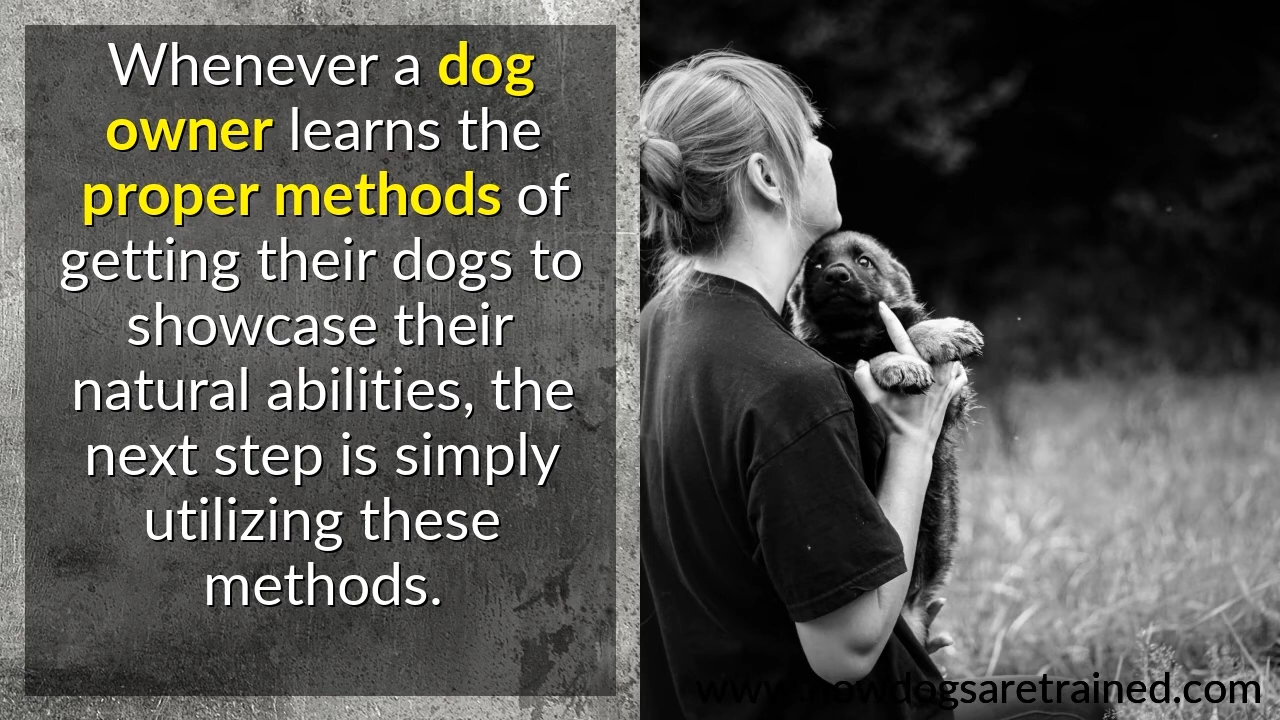 Whenever a dog
owner learns the
proper methods of
getting their dogs to
showcase their
natural abilities, the
next step is simply
utilizing these
methods.
www.howdogsaretrained.com